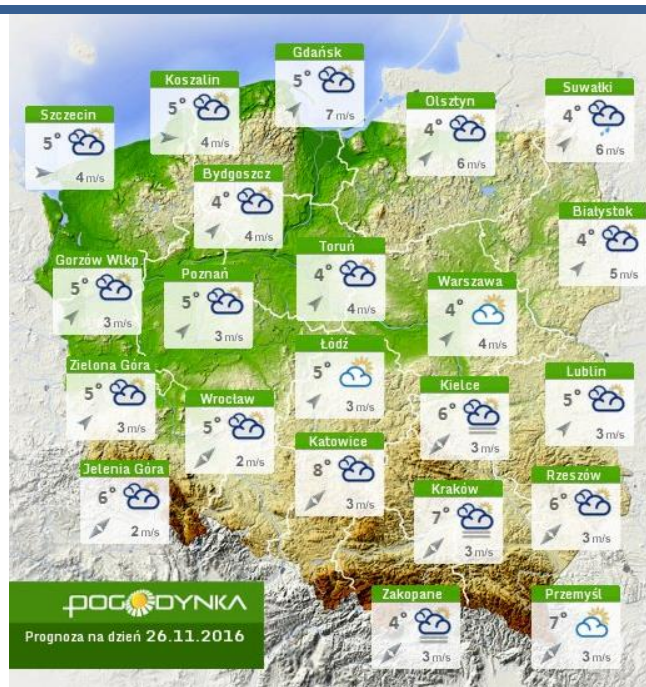 Gdańsk
5°
7 m/s
Koszalin
5°
4 m/s
Szczecin
5°
4 m/s
Olsztyn
4°
6 m/s
Suwałki
4°
6 m/s
Bydgoszcz
4°
4 m/s
Białystok
4°
5 m/s
Gorzów Wlkp
5°
3 m/s
Poznań
5°
3 m/s
Toruń
4°
4 m/s
Warszawa
4°
4 m/s
Zielona Góra
5°
3 m/s
Łódź
5°
3 m/s
Wrocław
5°
2 m/s
Kielce
6°
3 m/s
Lublin
5°
3 m/s
Jelenia Góra
6°
2 m/s
Katowice
8°
3 m/s
Kraków
7°
3 m/s
Rzeszów
6°
3 m/s
Zakopane
4°
3 m/s
Przemyśl
7°
3 m/s
POGODYNKA
Prognoza na dzień 26.11.2016